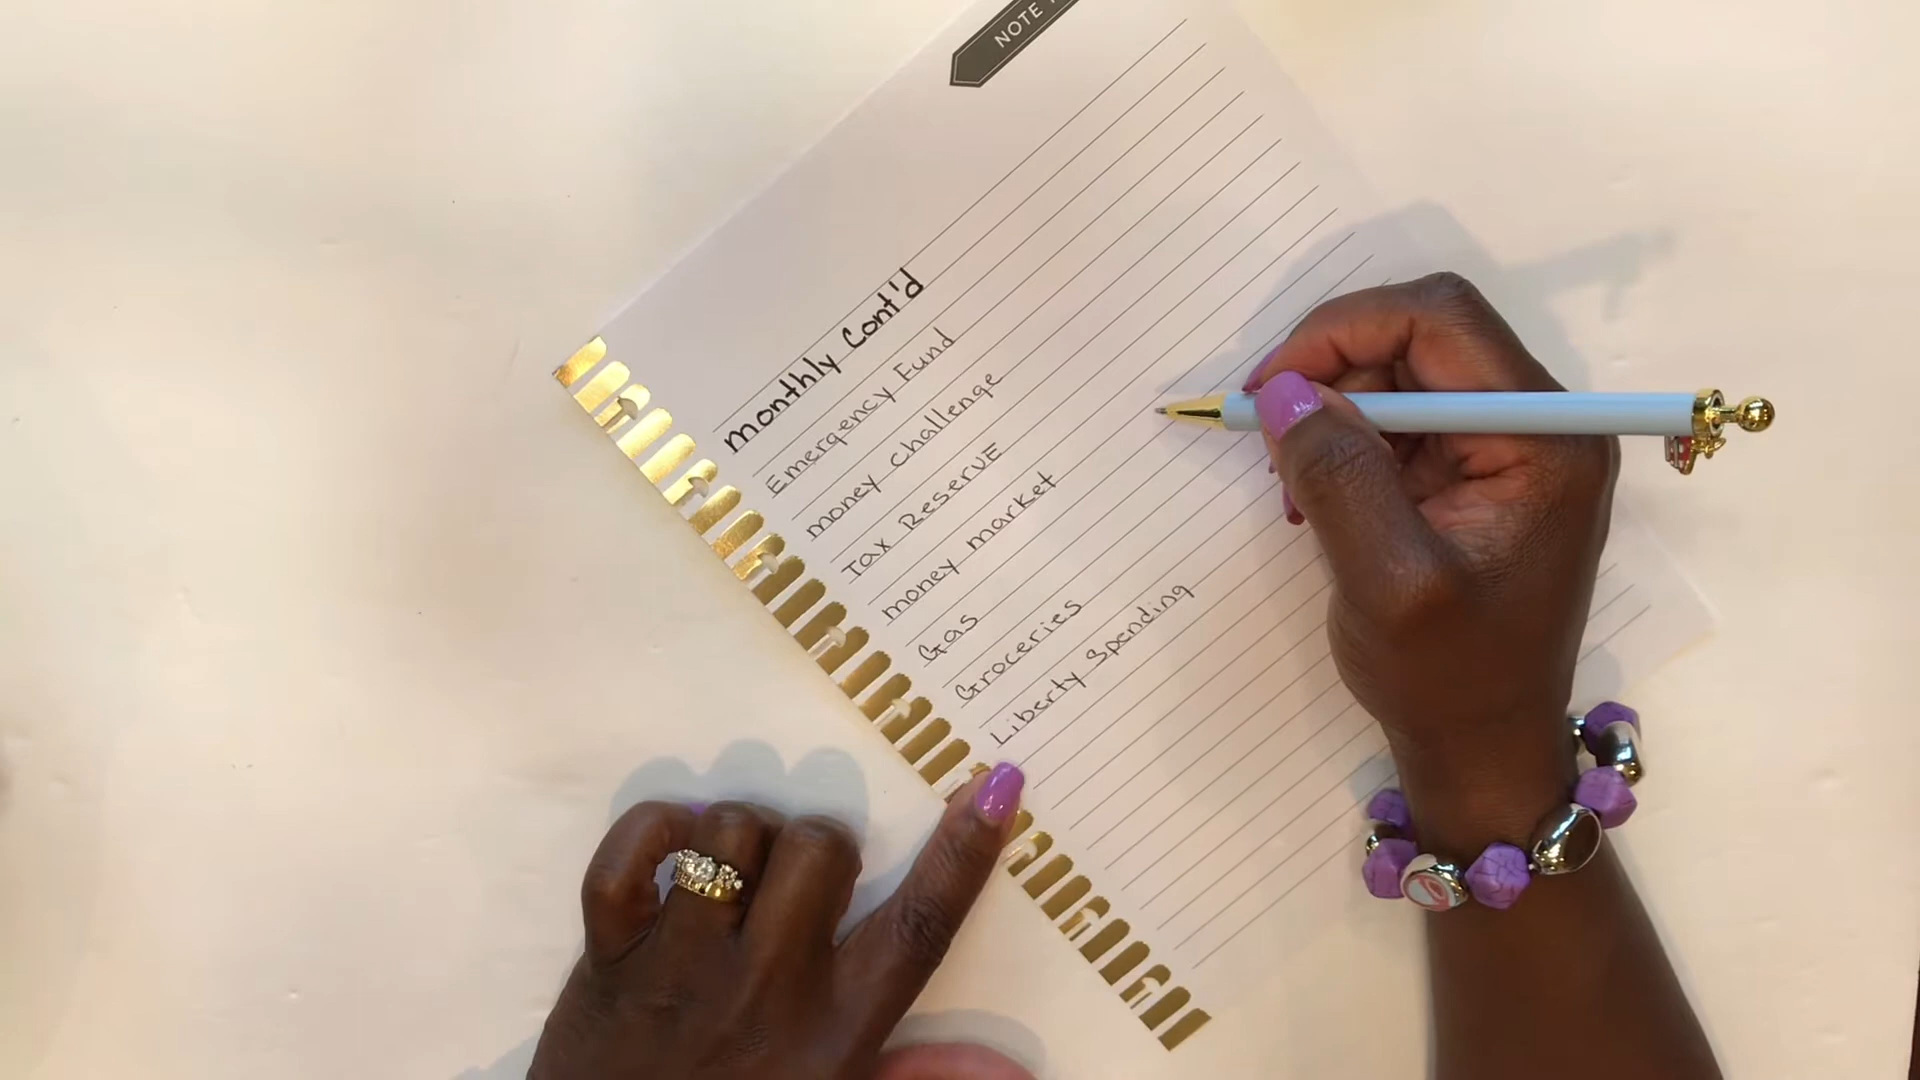 NOTE
monthly Cont'd
Emergency Fund
money challenge
Tax Reserve
money market
Gas
Groceries
Liberty Spending